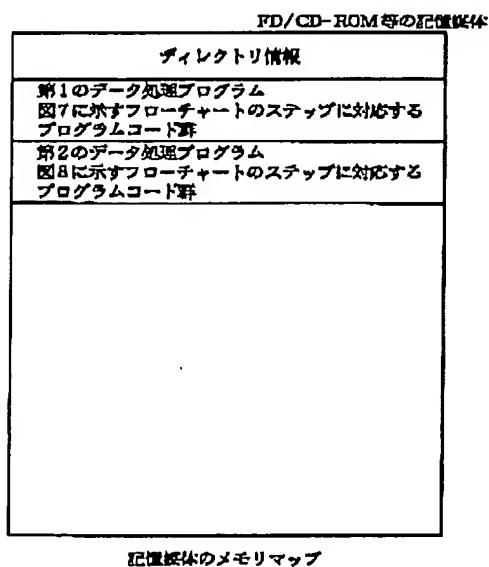 FD/CD-ROM等の記憶媒体
ディレクトリ情報
第1のデータ処理プログラム
図7に示すフローチャートのステップに対応する
プログラムコード群
第2のデータ処理プログラム
図8に示すフローチャートのステップに対応する
プログラムコード群
記憶媒体のメモリマップ